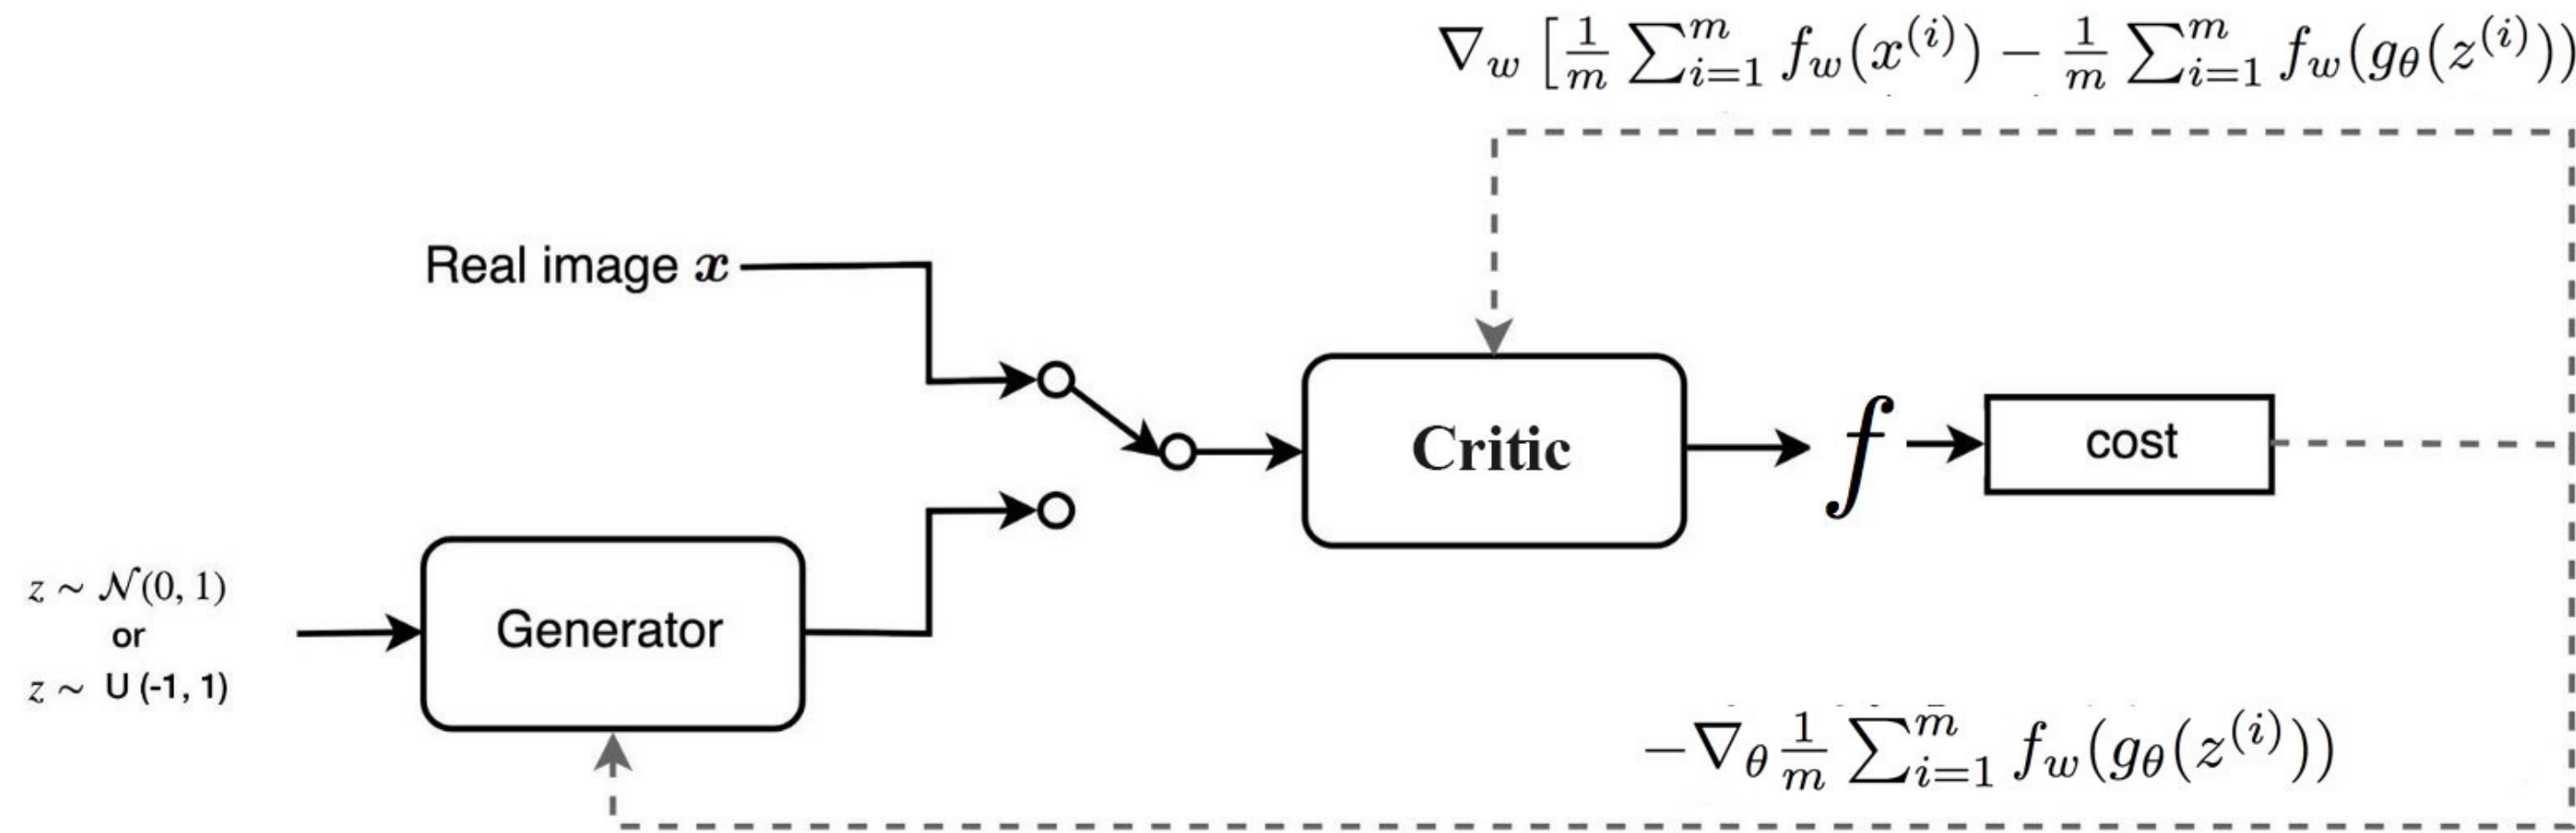 ∇_w [1/m ∑_{i=1}^m f_w(x^{(i)}) − 1/m ∑_{i=1}^m f_w(g_θ(z^{(i)}))
Real image x
Critic
f
cost
z ~ 𝒩(0, 1)
or
z ~ U (-1, 1)
Generator
−∇_θ 1/m ∑_{i=1}^m f_w(g_θ(z^{(i)}))